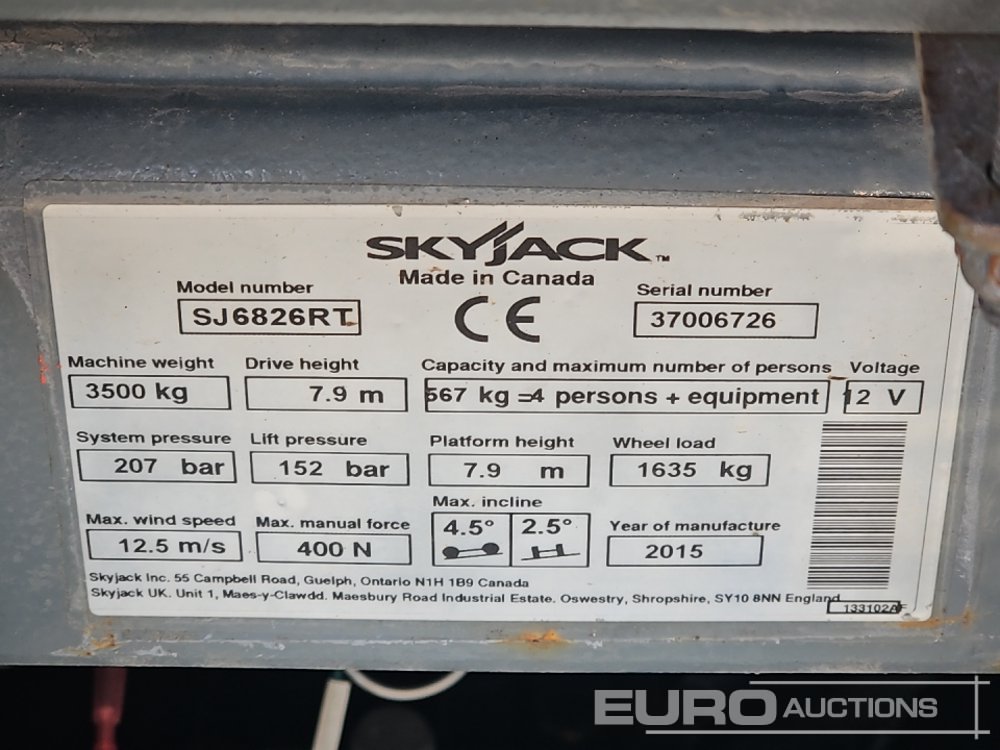 SKYJACK™
Made in Canada
CE
Model number
SJ6826RT
Serial number
37006726
Machine weight
3500 kg
Drive height
7.9 m
Capacity and maximum number of persons
567 kg =4 persons + equipment
Voltage
12 V
System pressure
207 bar
Lift pressure
152 bar
Platform height
7.9 m
Wheel load
1635 kg
Max. wind speed
12.5 m/s
Max. manual force
400 N
Max. incline
4.5° 2.5°
Year of manufacture
2015
Skyjack Inc. 55 Campbell Road, Guelph, Ontario N1H 1B9 Canada
Skyjack UK. Unit 1, Maes-y-Clawdd. Maesbury Road Industrial Estate. Oswestry, Shropshire, SY10 8NN England
133102AF
EURO AUCTIONS